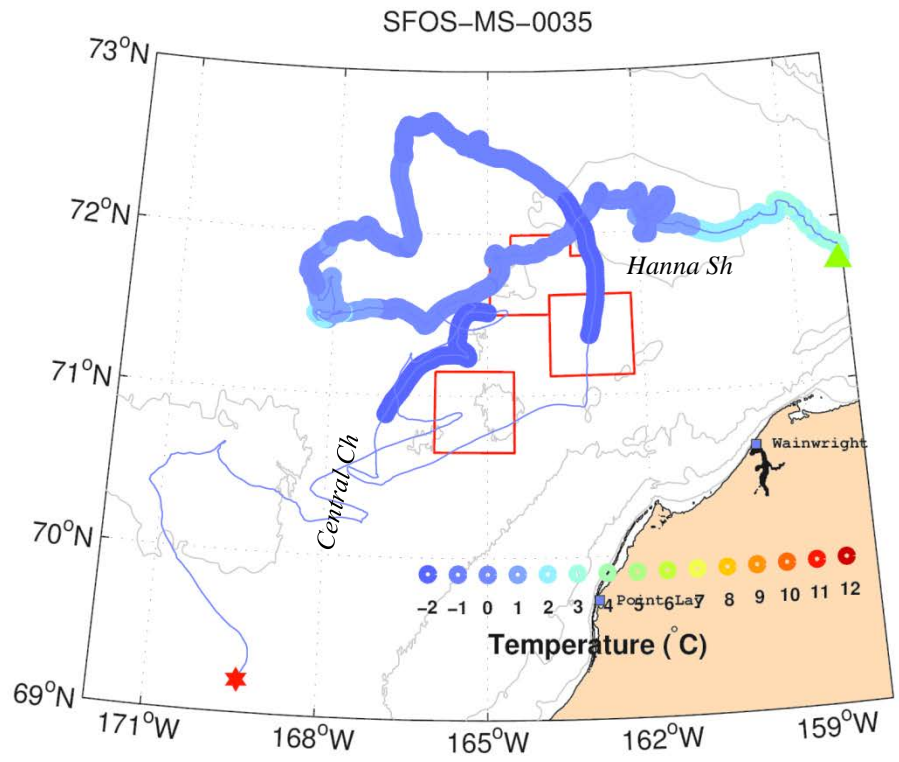 SFOS-MS-0035
73°N
72°N
Hanna Sh
71°N
Wainwright
Central Ch
70°N
-2 -1 0 1 2 3 4 5 6 7 8 9 10 11 12
Point Lay
Temperature (°C)
69°N
171°W 168°W 165°W 162°W 159°W